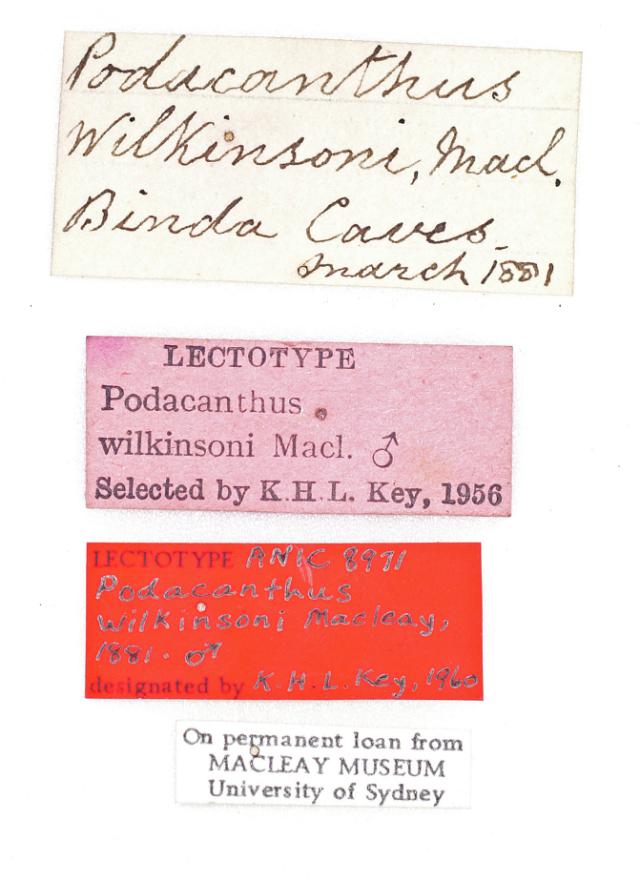 Podacanthus
Wilkinsoni, Macl.
Binda Caves.
March 1881
LECTOTYPE
Podacanthus
wilkinsoni Macl. ♂
Selected by K.H.L. Key, 1956
LECTOTYPE ANIC 8971
Podacanthus
wilkinsoni Macleay,
1881. ♂
designated by K.H.L. Key, 1960
On permanent loan from
MACLEAY MUSEUM
University of Sydney